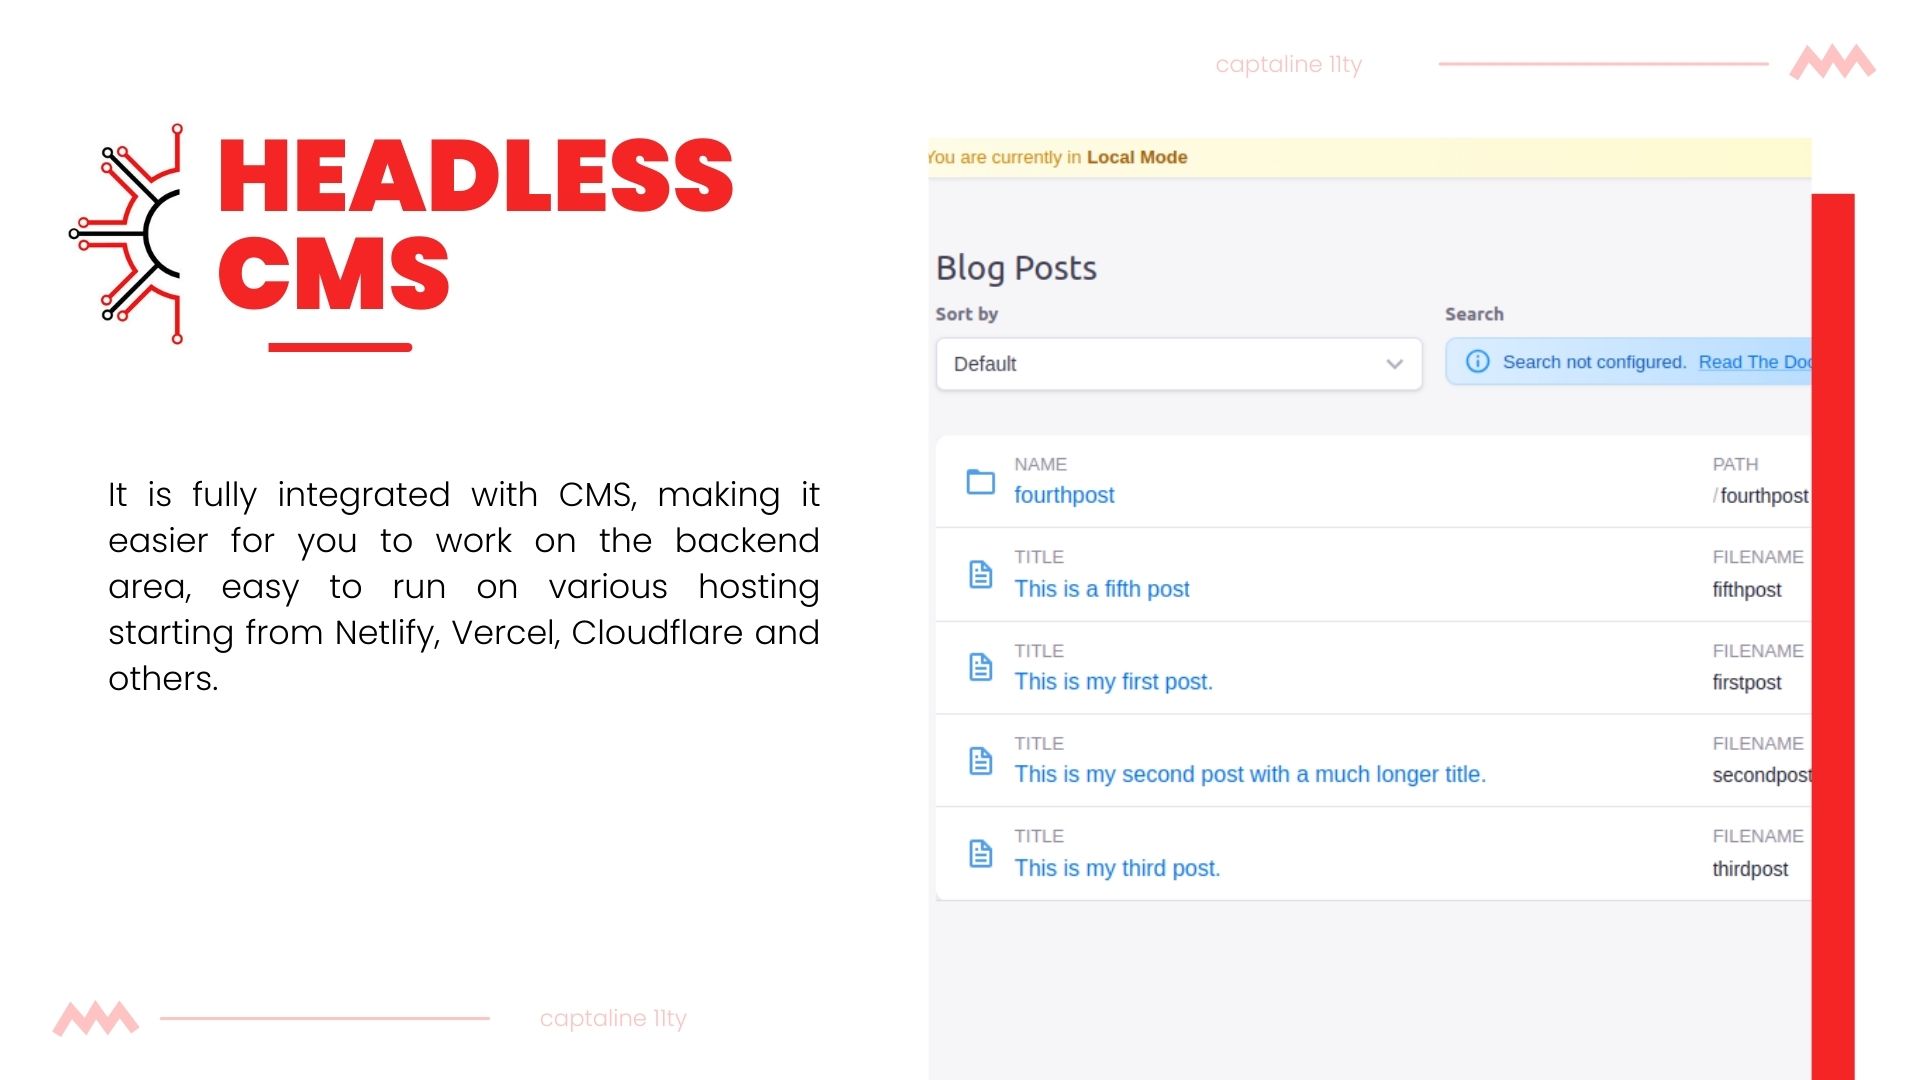 captaline 11ty
HEADLESS
CMS
It is fully integrated with CMS, making it
easier for you to work on the backend
area, easy to run on various hosting
starting from Netlify, Vercel, Cloudflare and
others.
You are currently in Local Mode
Blog Posts
Sort by
Search
Default
Search not configured. Read The Doc
NAME
PATH
fourthpost
/fourthpost
TITLE
FILENAME
This is a fifth post
fifthpost
TITLE
FILENAME
This is my first post.
firstpost
TITLE
FILENAME
This is my second post with a much longer title.
secondpost
TITLE
FILENAME
This is my third post.
thirdpost
captaline 11ty